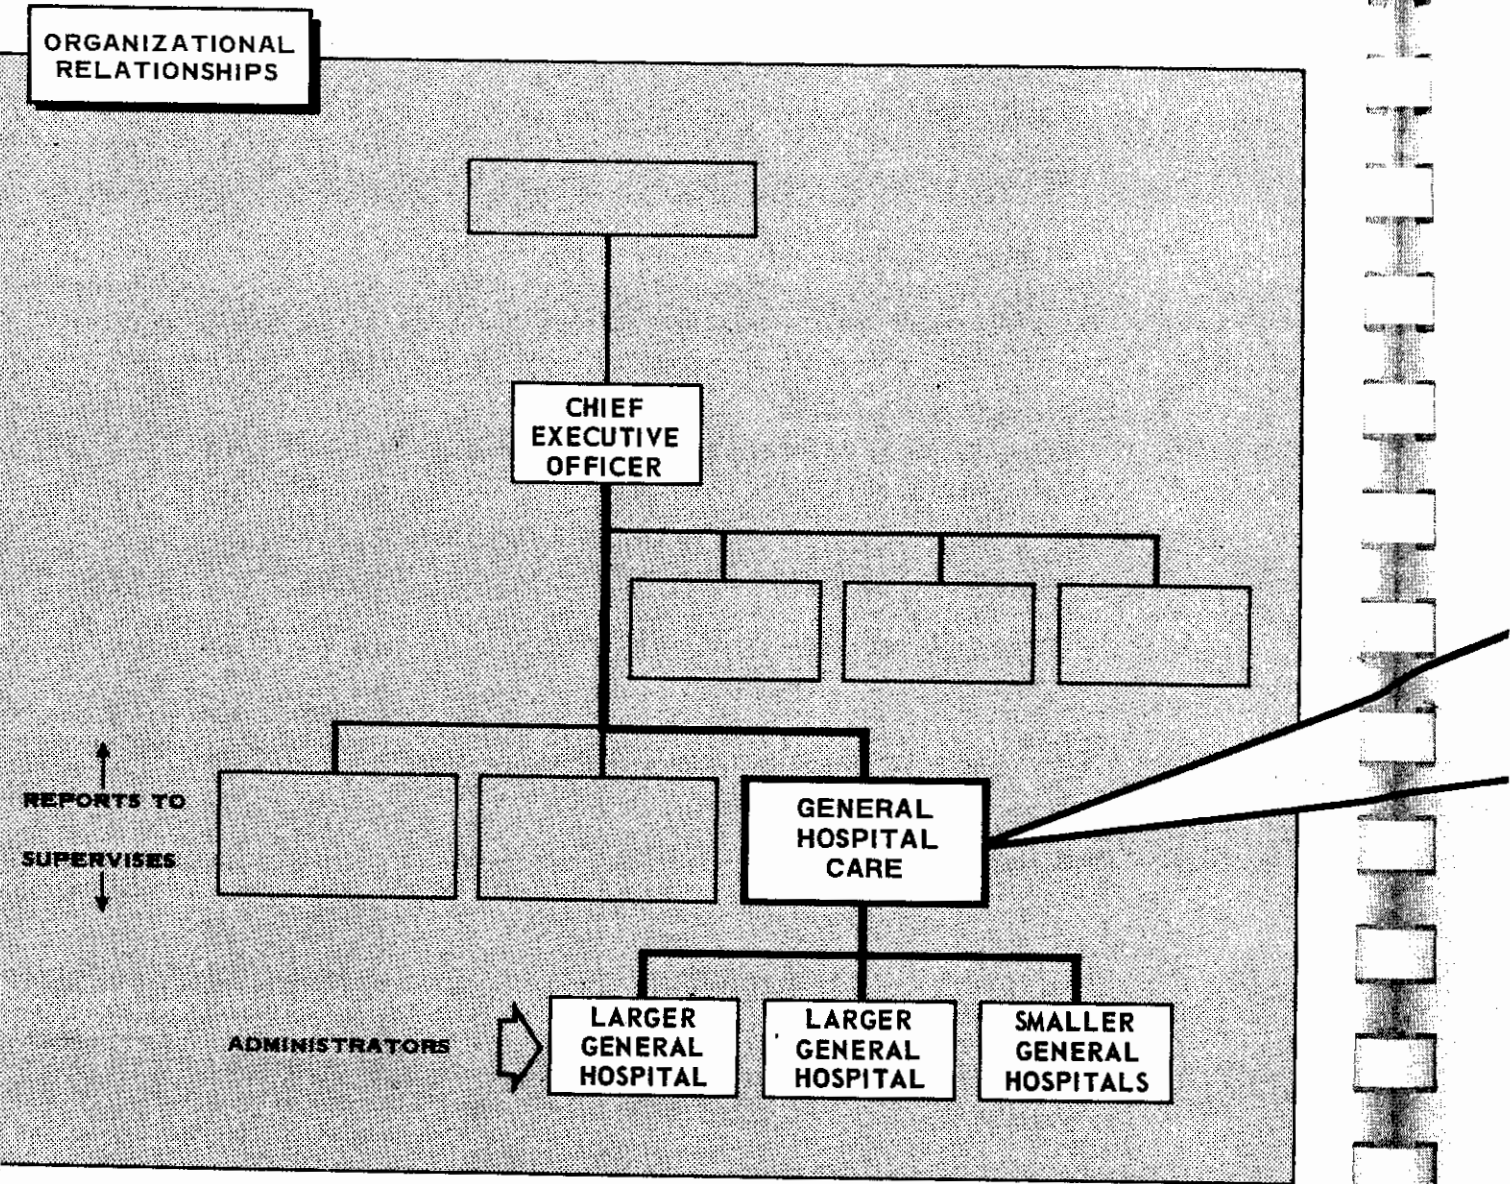 ORGANIZATIONAL
RELATIONSHIPS
CHIEF
EXECUTIVE
OFFICER
REPORTS TO
SUPERVISES
GENERAL
HOSPITAL
CARE
ADMINISTRATORS
LARGER
GENERAL
HOSPITAL
LARGER
GENERAL
HOSPITAL
SMALLER
GENERAL
HOSPITALS